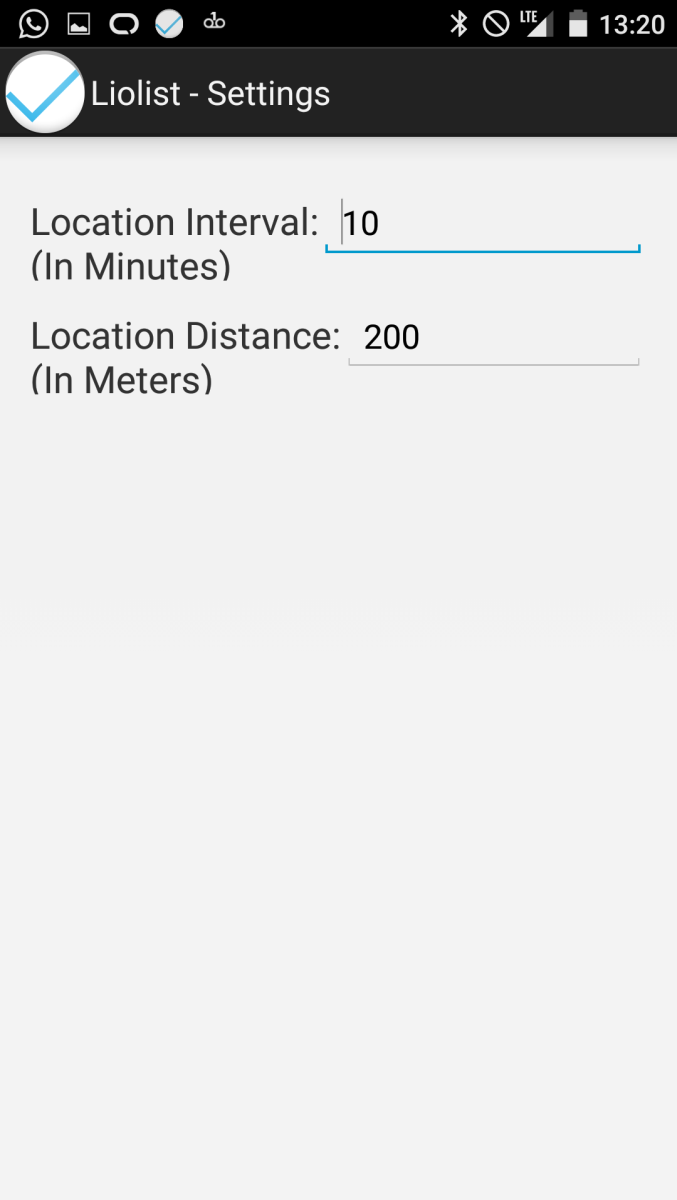 LTE 13:20
Liolist - Settings
Location Interval: 10
(In Minutes)
Location Distance: 200
(In Meters)